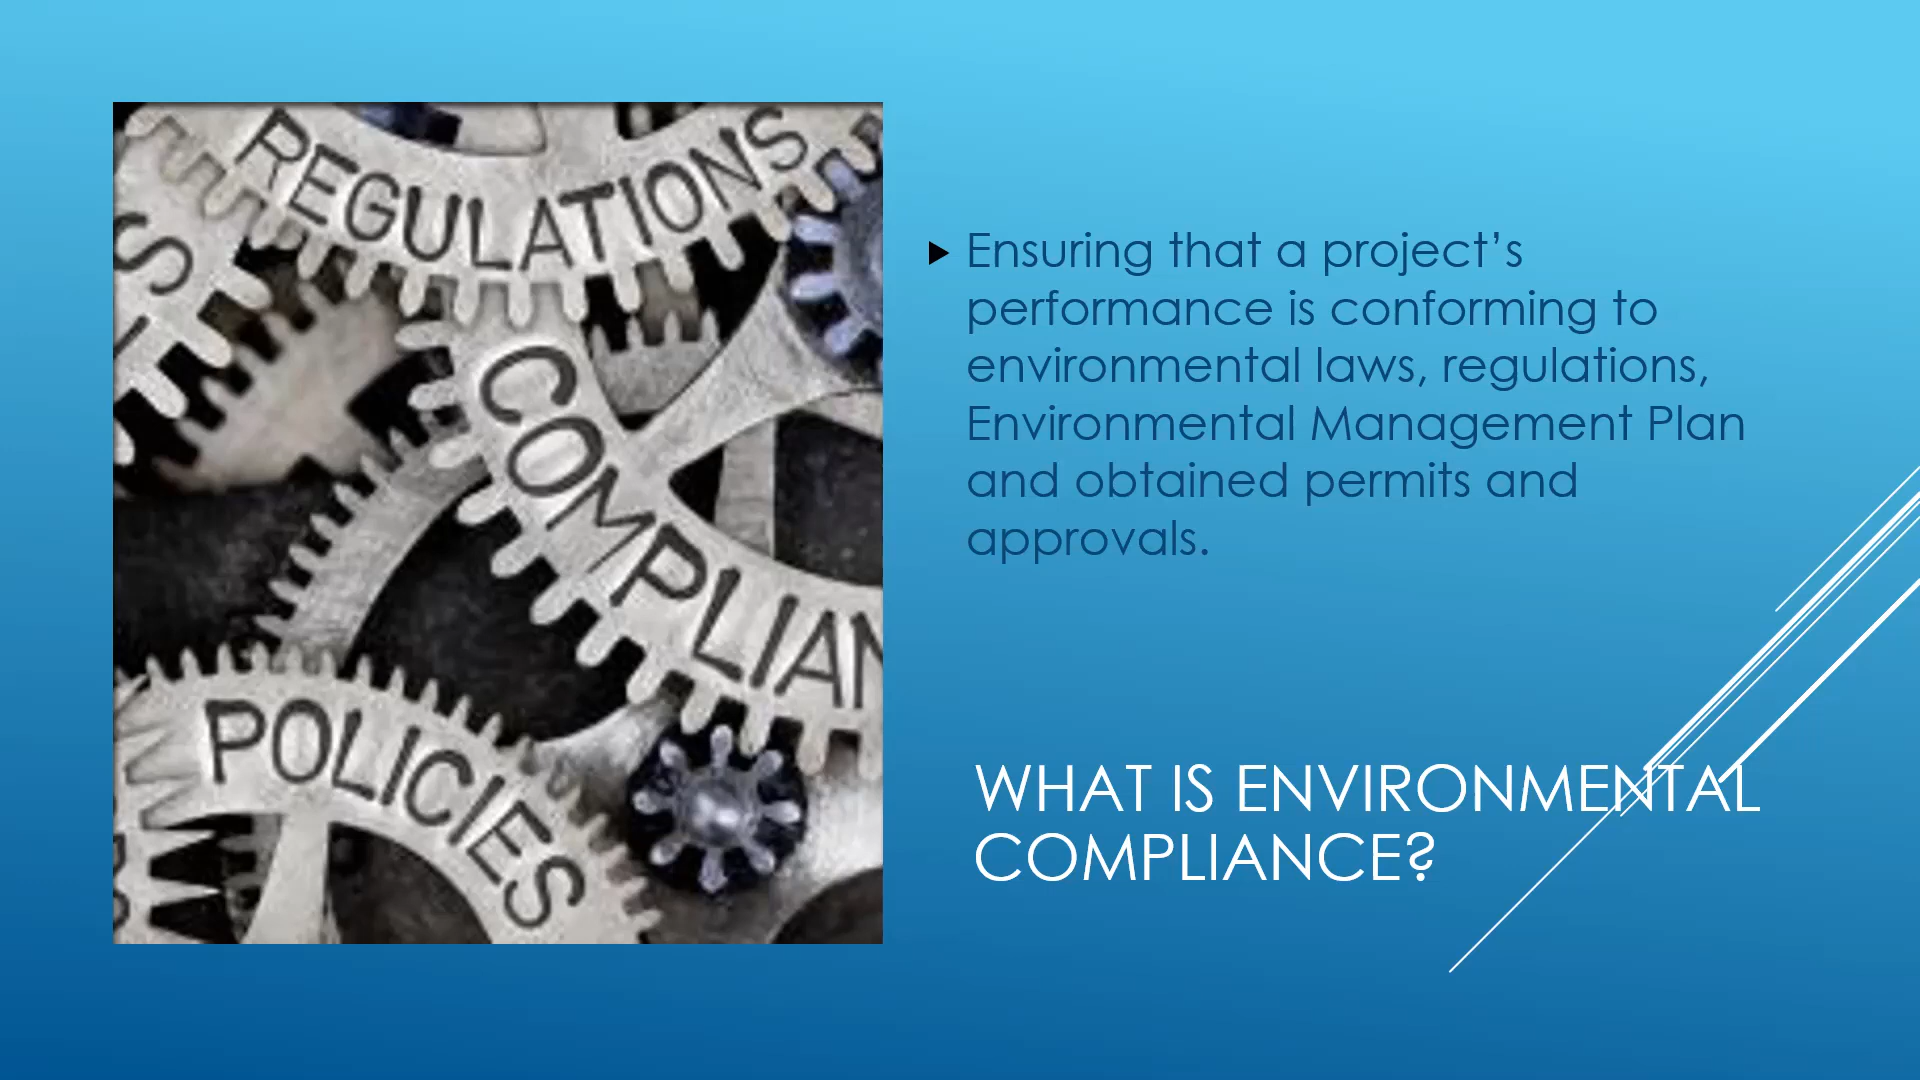 REGULATIONS
COMPLIAN
POLICIES
Ensuring that a project’s
performance is conforming to
environmental laws, regulations,
Environmental Management Plan
and obtained permits and
approvals.
WHAT IS ENVIRONMENTAL
COMPLIANCE?